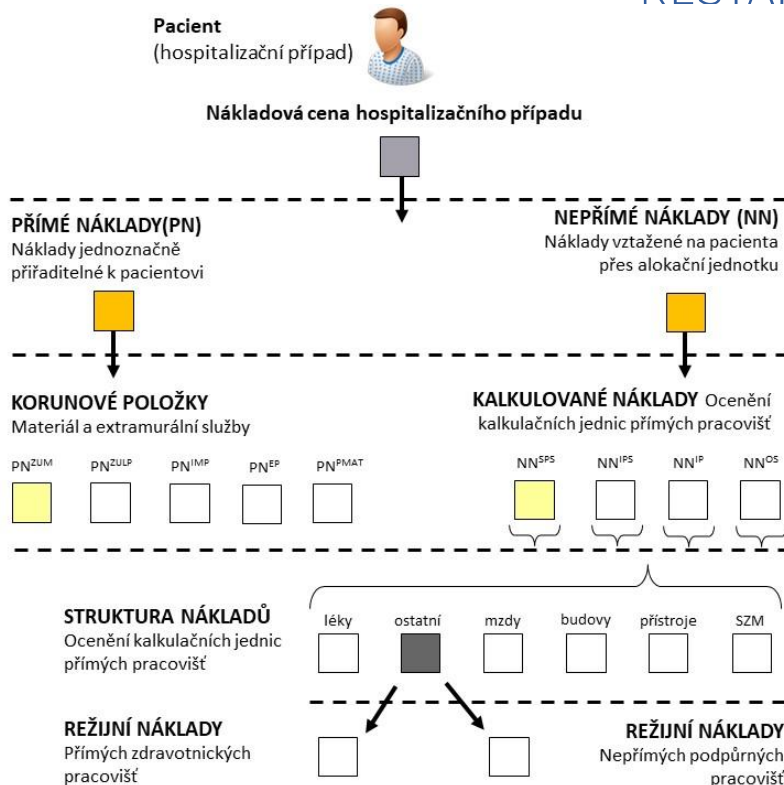 Pacient
(hospitalizační případ)
Nákladová cena hospitalizačního případu
PŘÍMÉ NÁKLADY(PN)
Náklady jednoznačně
přiřaditelné k pacientovi
NEPŘÍMÉ NÁKLADY (NN)
Náklady vztažené na pacienta
přes alokační jednotku
KORUNOVÉ POLOŽKY
Materiál a extramurální služby
KALKULOVANÉ NÁKLADY Ocenění
kalkulačních jednic přímých pracovišť
PNZUM PNZULP PNIMP PNEP PNPMAT
NNSPS NNIPS NNIP NNOS
STRUKTURA NÁKLADŮ
Ocenění kalkulačních jednic
přímých pracovišť
léky ostatní mzdy budovy přístroje SZM
REŽIJNÍ NÁKLADY
Přímých zdravotnických
pracovišť
REŽIJNÍ NÁKLADY
Nepřímých podpůrných
pracovišť